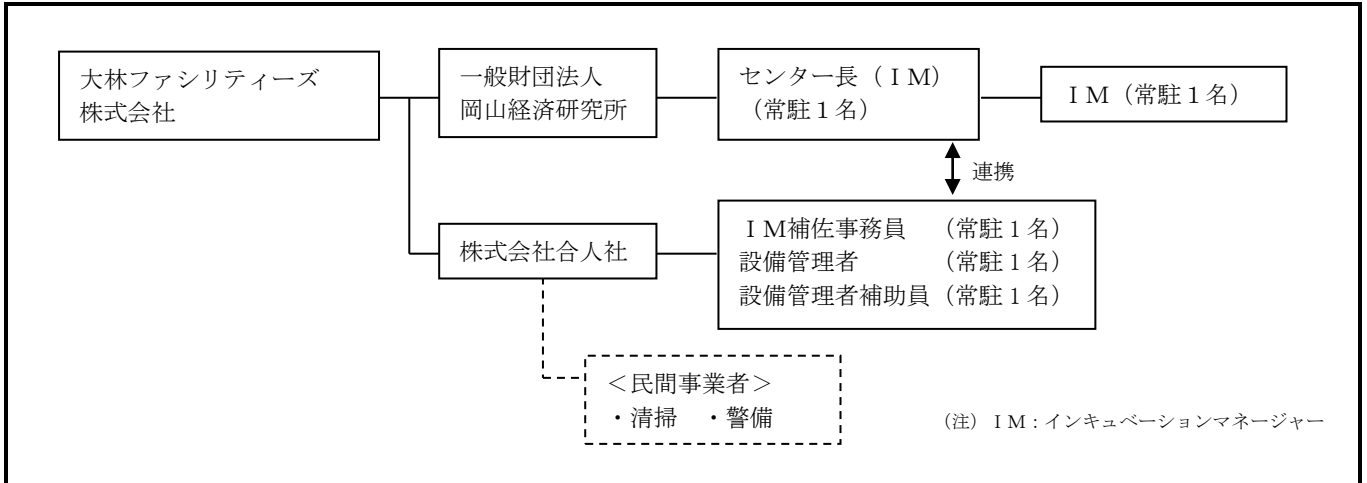 大林ファシリティーズ
株式会社
一般財団法人
岡山経済研究所
センター長（ＩＭ）
（常駐１名）
ＩＭ（常駐１名）
連携
株式会社合人社
ＩＭ補佐事務員　（常駐１名）
設備管理者　　　（常駐１名）
設備管理者補助員（常駐１名）
＜民間事業者＞
・清掃　・警備
（注）ＩＭ：インキュベーションマネージャー